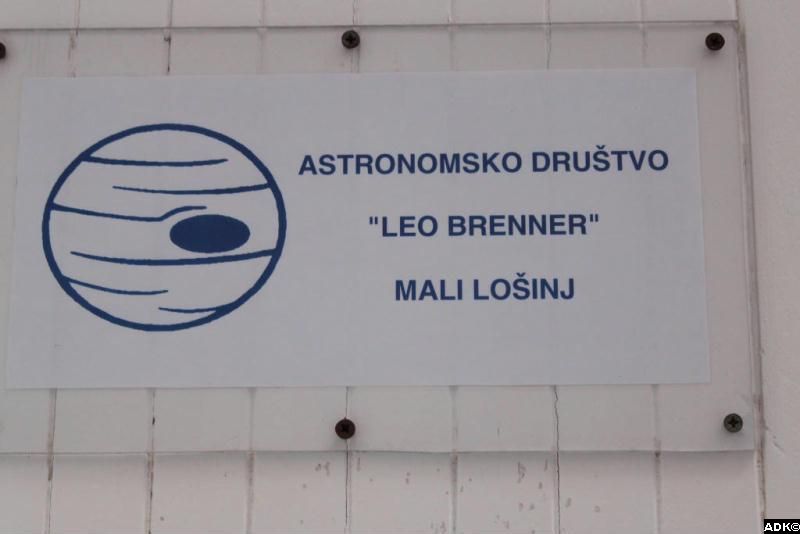 ASTRONOMSKO DRUŠTVO
"LEO BRENNER"
MALI LOŠINJ
ADK©